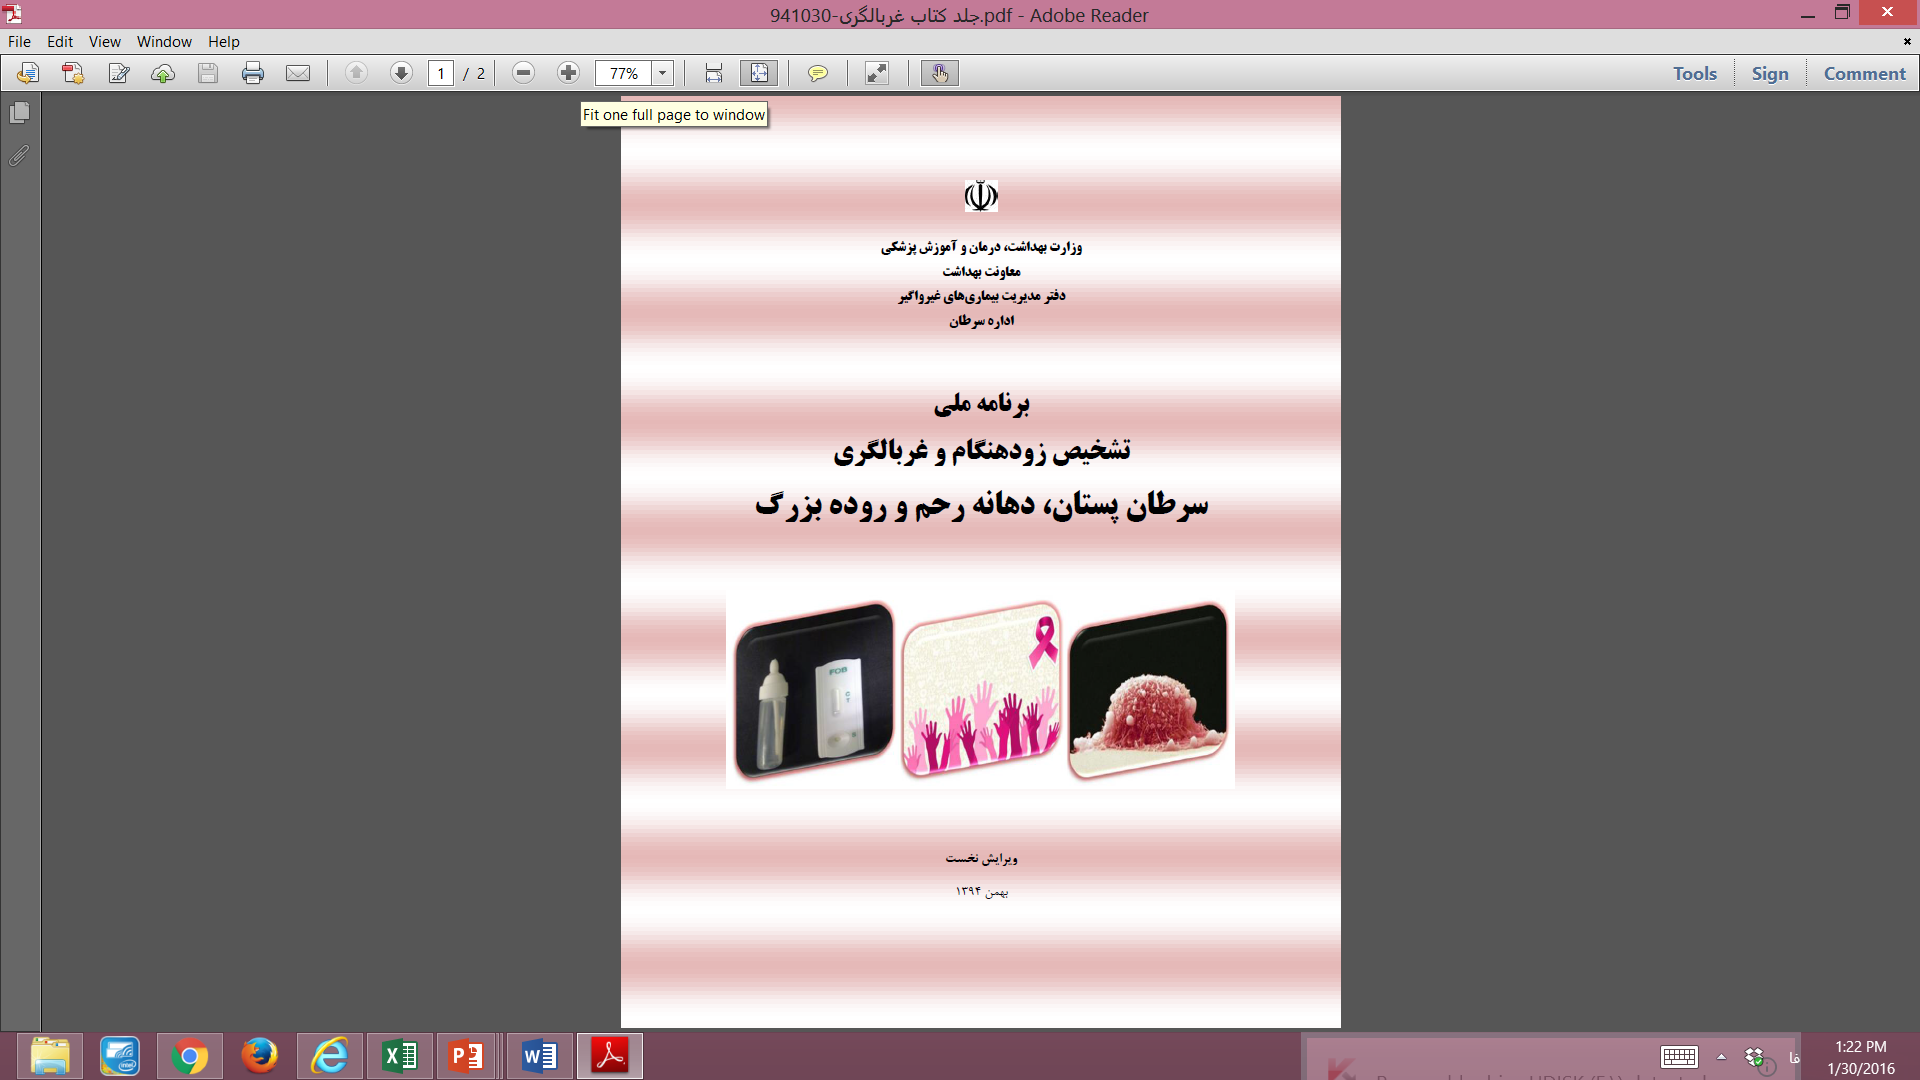 941030-جلد کتاب غربالگری.pdf - Adobe Reader
File Edit View Window Help
1 / 2 77% Tools Sign Comment
Fit one full page to window
وزارت بهداشت، درمان و آموزش پزشکی
معاونت بهداشت
دفتر مدیریت بیماری‌های غیرواگیر
اداره سرطان
برنامه ملی
تشخیص زودهنگام و غربالگری
سرطان پستان، دهانه رحم و روده بزرگ
FOB
C
T
ویرایش نخست
بهمن ۱۳۹۴
فا
1:22 PM
1/30/2016